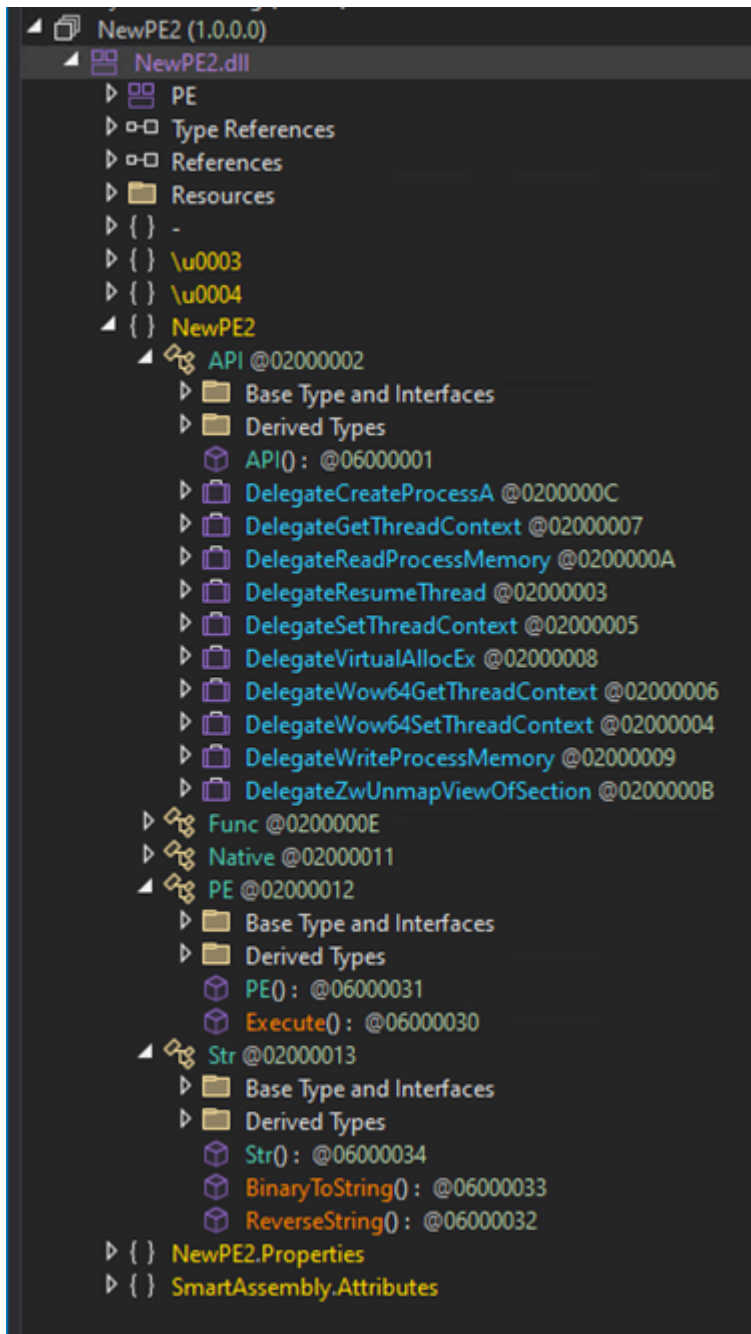 NewPE2 (1.0.0.0)
NewPE2.dll
PE
Type References
References
Resources
{ } -
{ } \u0003
{ } \u0004
{ } NewPE2
API @02000002
Base Type and Interfaces
Derived Types
API() : @06000001
DelegateCreateProcessA @0200000C
DelegateGetThreadContext @02000007
DelegateReadProcessMemory @0200000A
DelegateResumeThread @02000003
DelegateSetThreadContext @02000005
DelegateVirtualAllocEx @02000008
DelegateWow64GetThreadContext @02000006
DelegateWow64SetThreadContext @02000004
DelegateWriteProcessMemory @02000009
DelegateZwUnmapViewOfSection @0200000B
Func @0200000E
Native @02000011
PE @02000012
Base Type and Interfaces
Derived Types
PE() : @06000031
Execute() : @06000030
Str @02000013
Base Type and Interfaces
Derived Types
Str() : @06000034
BinaryToString() : @06000033
ReverseString() : @06000032
{ } NewPE2.Properties
{ } SmartAssembly.Attributes